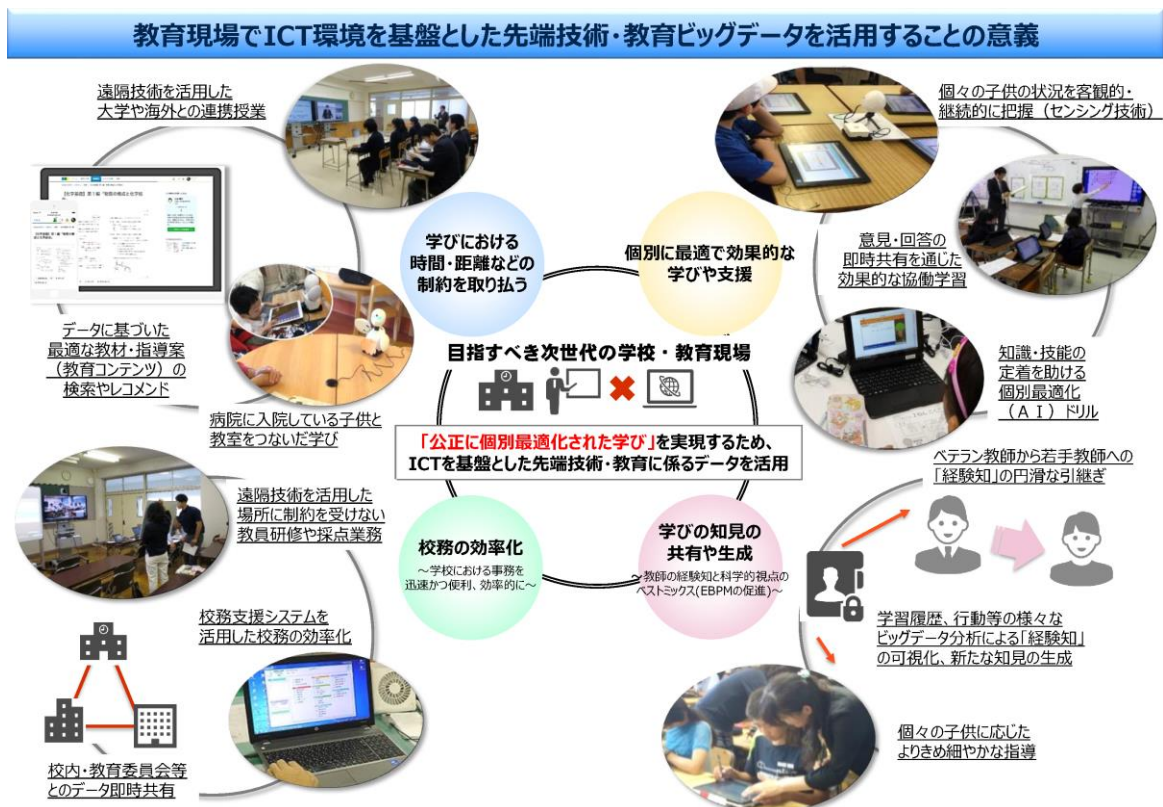 教育現場でICT環境を基盤とした先端技術・教育ビッグデータを活用することの意義
遠隔技術を活用した
大学や海外との連携授業
データに基づいた
最適な教材・指導案
（教育コンテンツ）の
検索やレコメンド
病院に入院している子供と
教室をつないだ学び
学びにおける
時間・距離などの
制約を取り払う
個別に最適で効果的な
学びや支援
個々の子供の状況を客観的・
継続的に把握（センシング技術）
意見・回答の
即時共有を通じた
効果的な協働学習
知識・技能の
定着を助ける
個別最適化
（ＡＩ）ドリル
目指すべき次世代の学校・教育現場
「公正に個別最適化された学び」を実現するため、
ICTを基盤とした先端技術・教育に係るデータを活用
遠隔技術を活用した
場所に制約を受けない
教員研修や採点業務
校務支援システムを
活用した校務の効率化
校内・教育委員会等
とのデータ即時共有
校務の効率化
～学校における事務を
迅速かつ便利、効率的に～
学びの知見の
共有や生成
～教師の経験知と科学的視点の
ベストミックス(EBPMの促進)～
ベテラン教師から若手教師への
「経験知」の円滑な引継ぎ
学習履歴、行動等の様々な
ビッグデータ分析による「経験知」
の可視化、新たな知見の生成
個々の子供に応じた
よりきめ細やかな指導